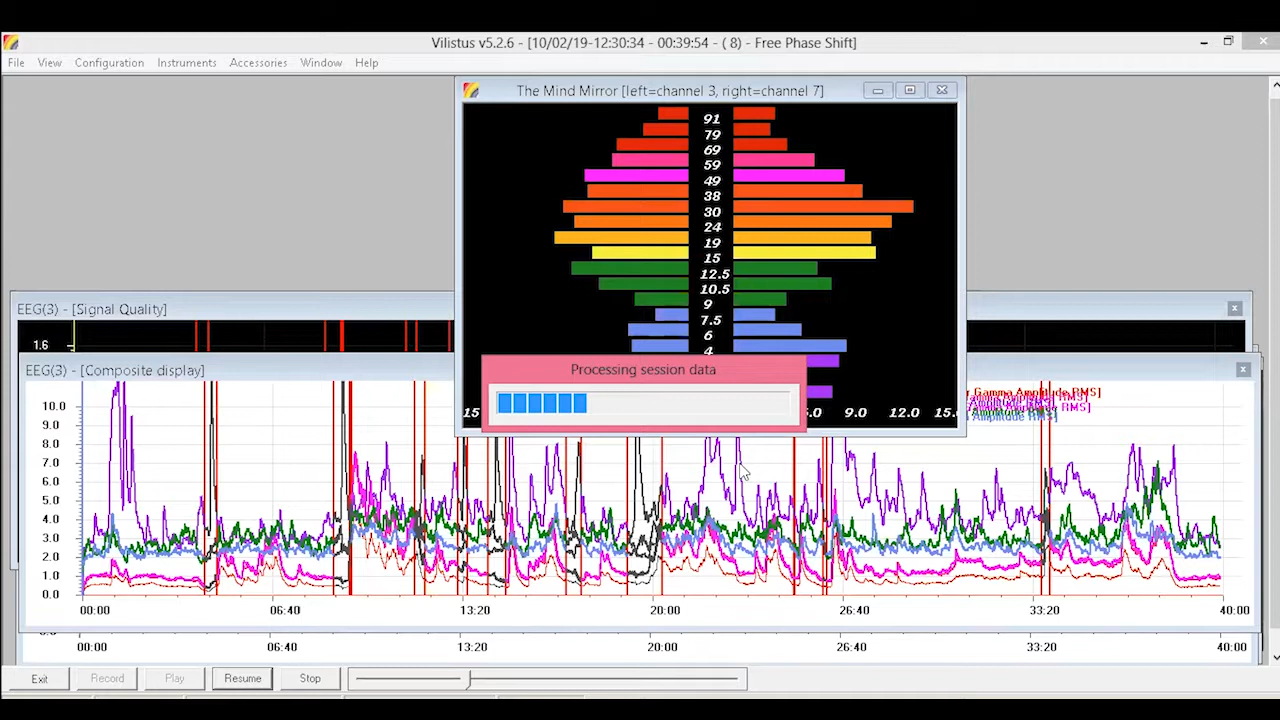 Vilistus v5.2.6 - [10/02/19-12:30:34 - 00:39:54 - ( 8) - Free Phase Shift]
File View Configuration Instruments Accessories Window Help
The Mind Mirror [left=channel 3, right=channel 7]
91
79
69
59
49
38
30
24
19
15
12.5
10.5
9
7.5
6
4
EEG(3) - [Signal Quality]
1.6
EEG(3) - [Composite display]
Processing session data
15 9.0 12.0 15.
Gamma Amplitude RMS]
Amplitude RMS]
10.0
9.0
8.0
7.0
6.0
5.0
4.0
3.0
2.0
1.0
0.0
00:00 06:40 13:20 20:00 26:40 33:20 40:00
00:00 06:40 13:20 20:00 26:40 33:20 40:00
Exit Record Play Resume Stop